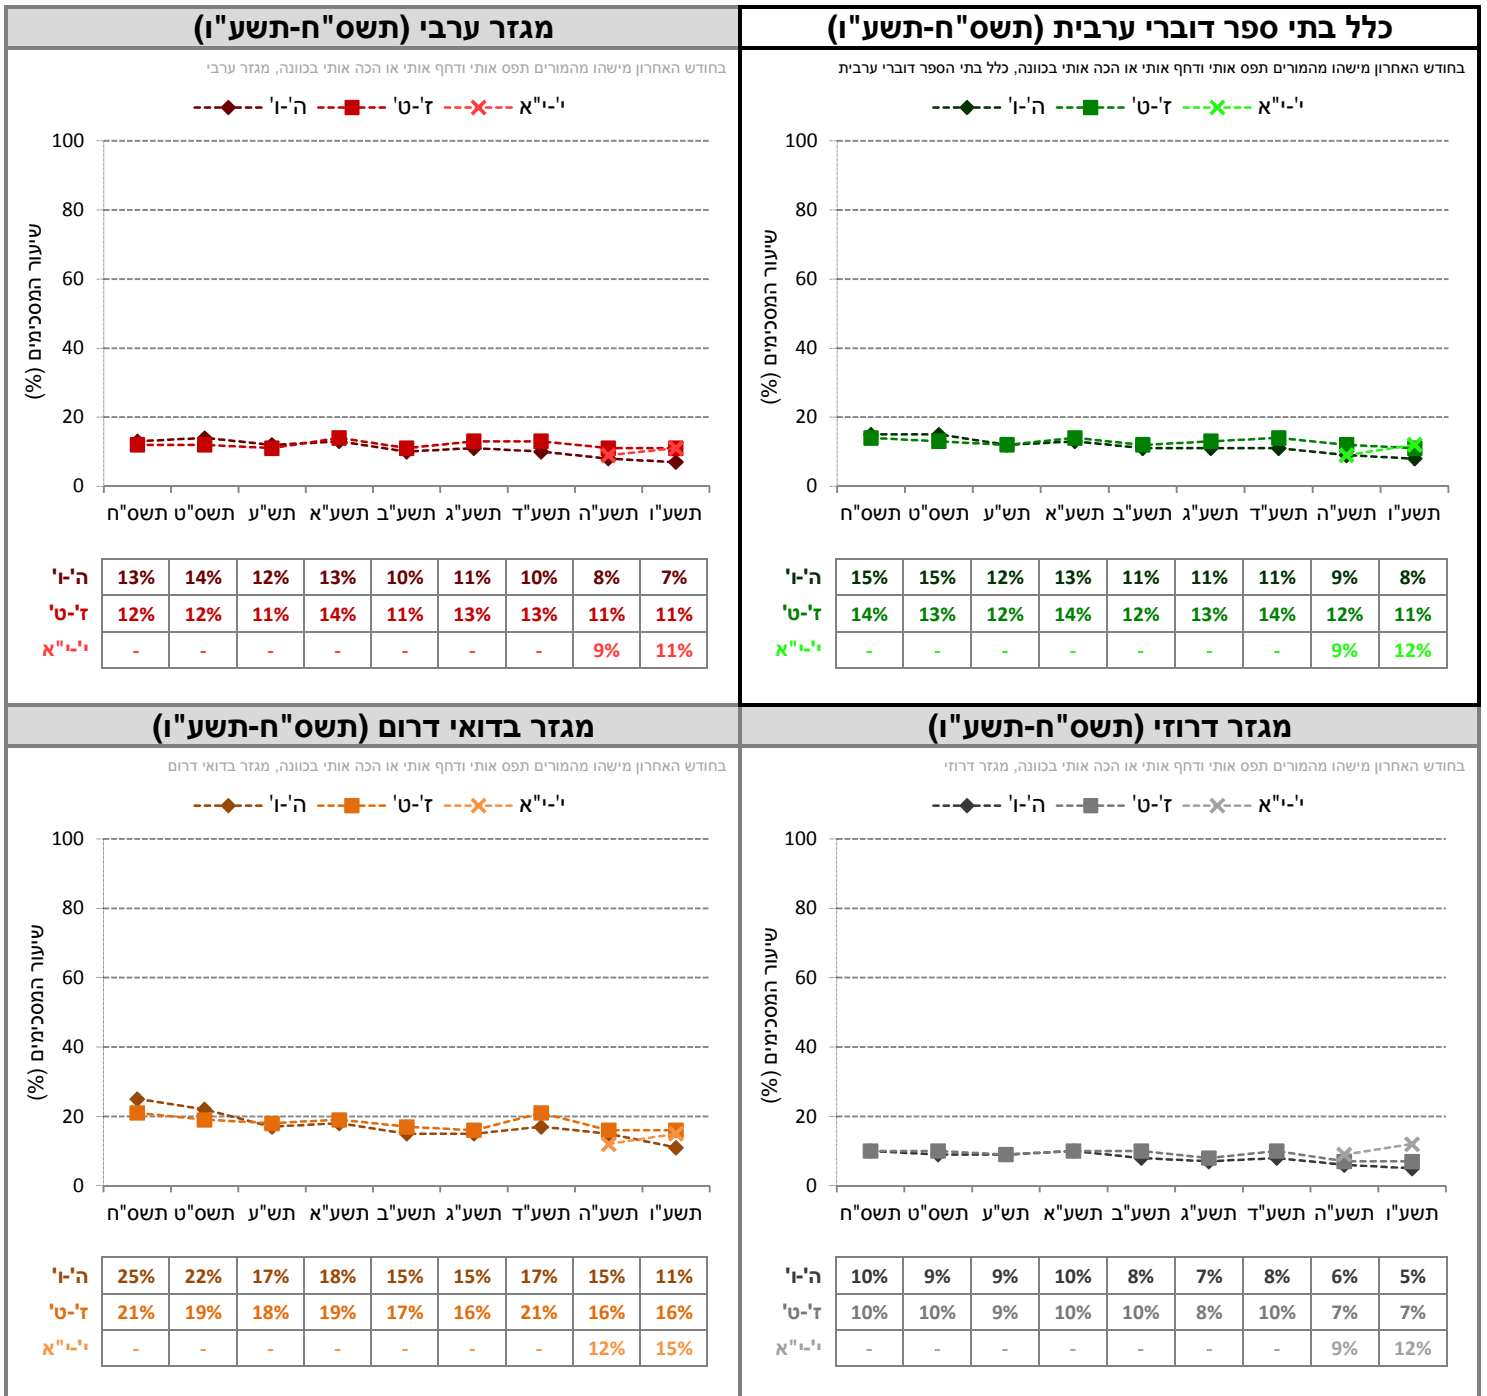 כלל בתי ספר דוברי ערבית (תשס"ח-תשע"ו)
בחודש האחרון מישהו מהמורים תפס אותי ודחף אותי או הכה אותי בכוונה, כלל בתי הספר דוברי ערבית
ה'-ו' ז'-ט' י'-י"א
שיעור המסכימים (%)
100
80
60
40
20
0
תשס"ח תשס"ט תש"ע תשע"א תשע"ב תשע"ג תשע"ד תשע"ה תשע"ו
ה'-ו' 15% 15% 12% 13% 11% 11% 11% 9% 8%
ז'-ט' 14% 13% 12% 14% 12% 13% 14% 12% 11%
י'-י"א - - - - - - - 9% 12%
מגזר ערבי (תשס"ח-תשע"ו)
בחודש האחרון מישהו מהמורים תפס אותי ודחף אותי או הכה אותי בכוונה, מגזר ערבי
ה'-ו' ז'-ט' י'-י"א
שיעור המסכימים (%)
100
80
60
40
20
0
תשס"ח תשס"ט תש"ע תשע"א תשע"ב תשע"ג תשע"ד תשע"ה תשע"ו
ה'-ו' 13% 14% 12% 13% 10% 11% 10% 8% 7%
ז'-ט' 12% 12% 11% 14% 11% 13% 13% 11% 11%
י'-י"א - - - - - - - 9% 11%
מגזר דרוזי (תשס"ח-תשע"ו)
בחודש האחרון מישהו מהמורים תפס אותי ודחף אותי או הכה אותי בכוונה, מגזר דרוזי
ה'-ו' ז'-ט' י'-י"א
שיעור המסכימים (%)
100
80
60
40
20
0
תשס"ח תשס"ט תש"ע תשע"א תשע"ב תשע"ג תשע"ד תשע"ה תשע"ו
ה'-ו' 10% 9% 9% 10% 8% 7% 8% 6% 5%
ז'-ט' 10% 10% 9% 10% 10% 8% 10% 7% 7%
י'-י"א - - - - - - - 9% 12%
מגזר בדואי דרום (תשס"ח-תשע"ו)
בחודש האחרון מישהו מהמורים תפס אותי ודחף אותי או הכה אותי בכוונה, מגזר בדואי דרום
ה'-ו' ז'-ט' י'-י"א
שיעור המסכימים (%)
100
80
60
40
20
0
תשס"ח תשס"ט תש"ע תשע"א תשע"ב תשע"ג תשע"ד תשע"ה תשע"ו
ה'-ו' 25% 22% 17% 18% 15% 15% 17% 15% 11%
ז'-ט' 21% 19% 18% 19% 17% 16% 21% 16% 16%
י'-י"א - - - - - - - 12% 15%